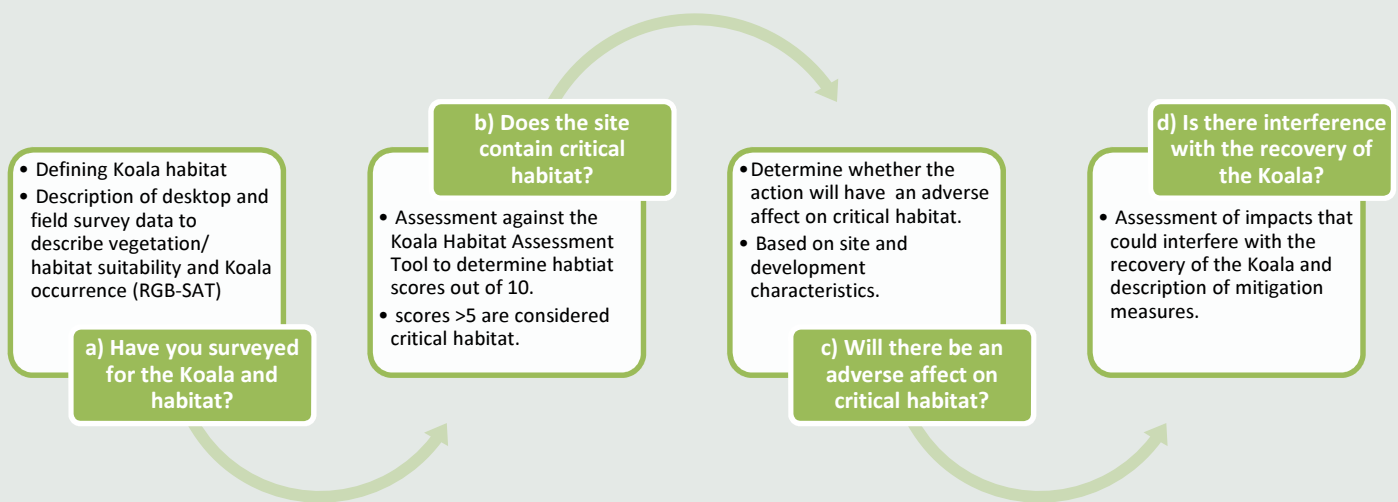 • Defining Koala habitat
• Description of desktop and
field survey data to
describe vegetation/
habitat suitability and Koala
occurrence (RGB-SAT)
a) Have you surveyed
for the Koala and
habitat?
b) Does the site
contain critical
habitat?
• Assessment against the
Koala Habitat Assessment
Tool to determine habtiat
scores out of 10.
• scores >5 are considered
critical habitat.
•Determine whether the
action will have an adverse
affect on critical habitat.
• Based on site and
development
characteristics.
c) Will there be an
adverse affect on
critical habitat?
d) Is there interference
with the recovery of
the Koala?
• Assessment of impacts that
could interfere with the
recovery of the Koala and
description of mitigation
measures.